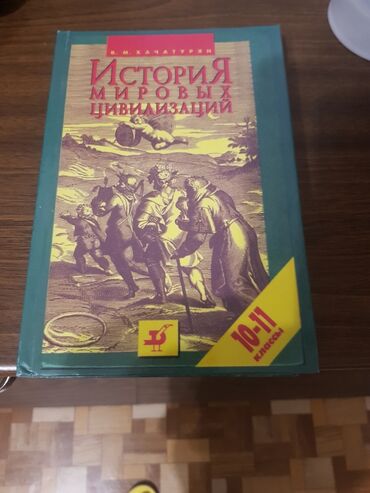 В. М. ХАЧАТУРЯН
ИСТОРИЯ
МИРОВЫХ
ЦИВИЛИЗАЦИЙ
10-11
КЛАССЫ